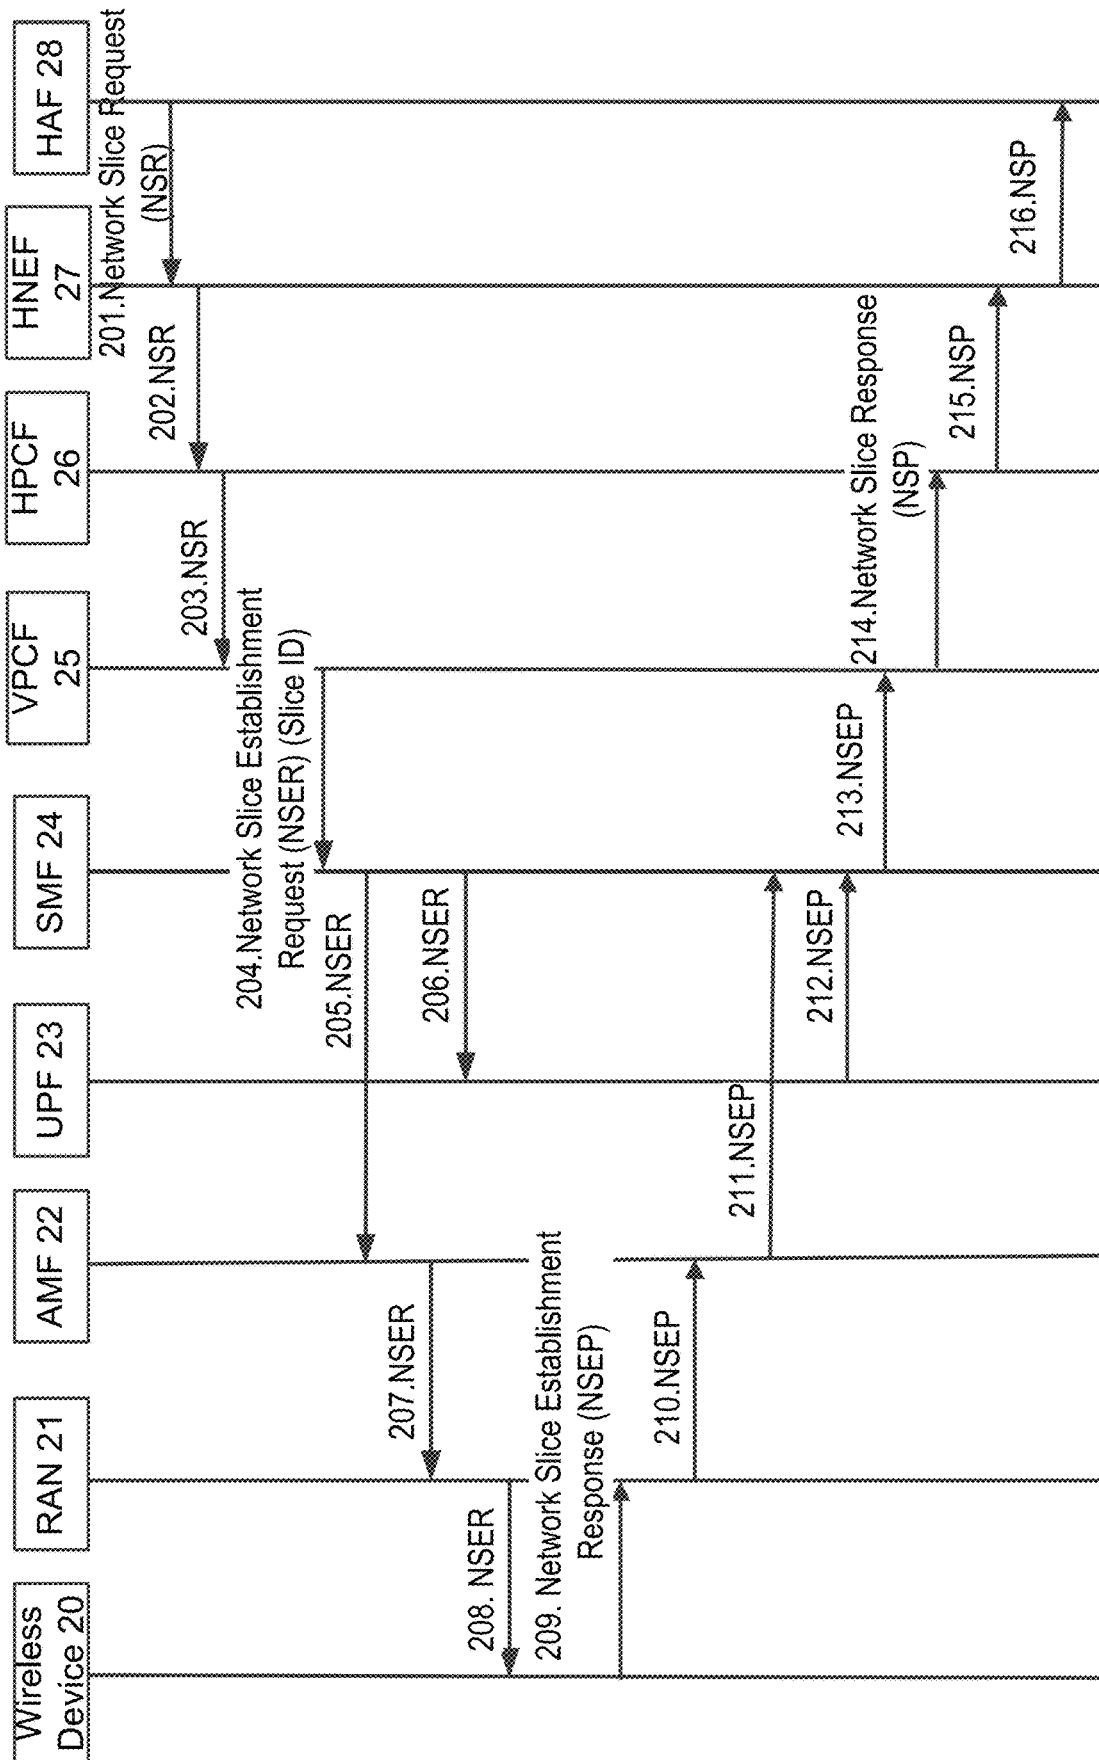 Wireless
Device 20
RAN 21
AMF 22
UPF 23
SMF 24
VPCF
25
HPCF
26
HNEF
27
HAF 28
201.Network Slice Request
(NSR)
202.NSR
203.NSR
204.Network Slice Establishment
Request (NSER) (Slice ID)
205.NSER
206.NSER
207.NSER
208. NSER
209. Network Slice Establishment
Response (NSEP)
210.NSEP
211.NSEP
212.NSEP
213.NSEP
214.Network Slice Response
(NSP)
215.NSP
216.NSP